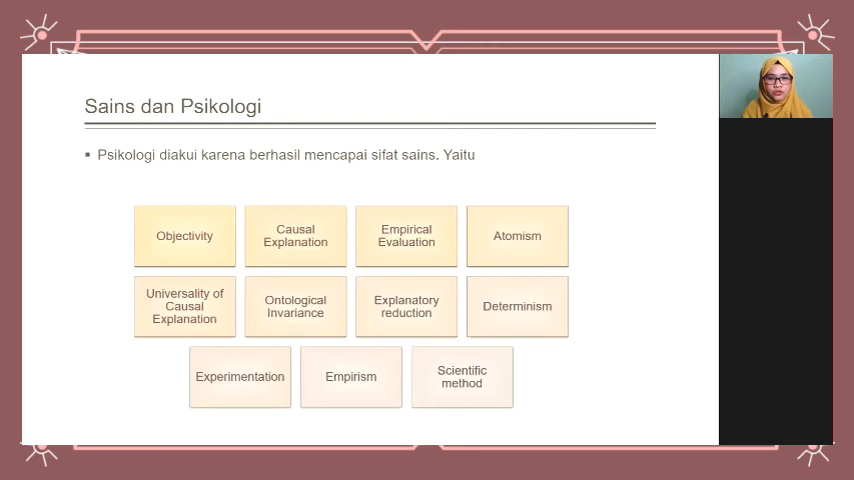 Sains dan Psikologi
▪ Psikologi diakui karena berhasil mencapai sifat sains. Yaitu
Objectivity
Causal
Explanation
Empirical
Evaluation
Atomism
Universality of
Causal
Explanation
Ontological
Invariance
Explanatory
reduction
Determinism
Experimentation
Empirism
Scientific
method